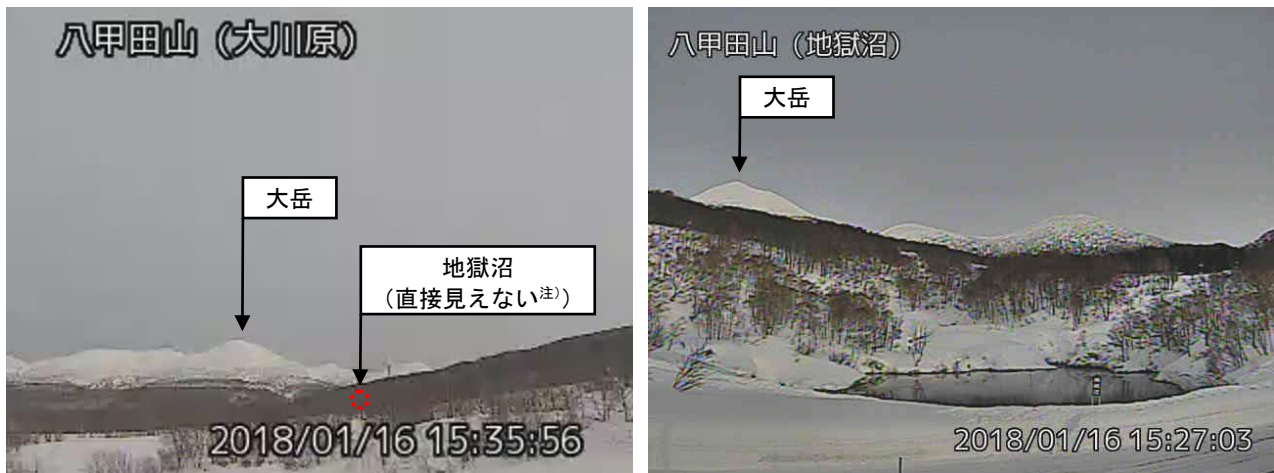 八甲田山（大川原）
大岳
地獄沼
（直接見えない注））
2018/01/16 15:35:56
八甲田山（地獄沼）
大岳
2018/01/16 15:27:03